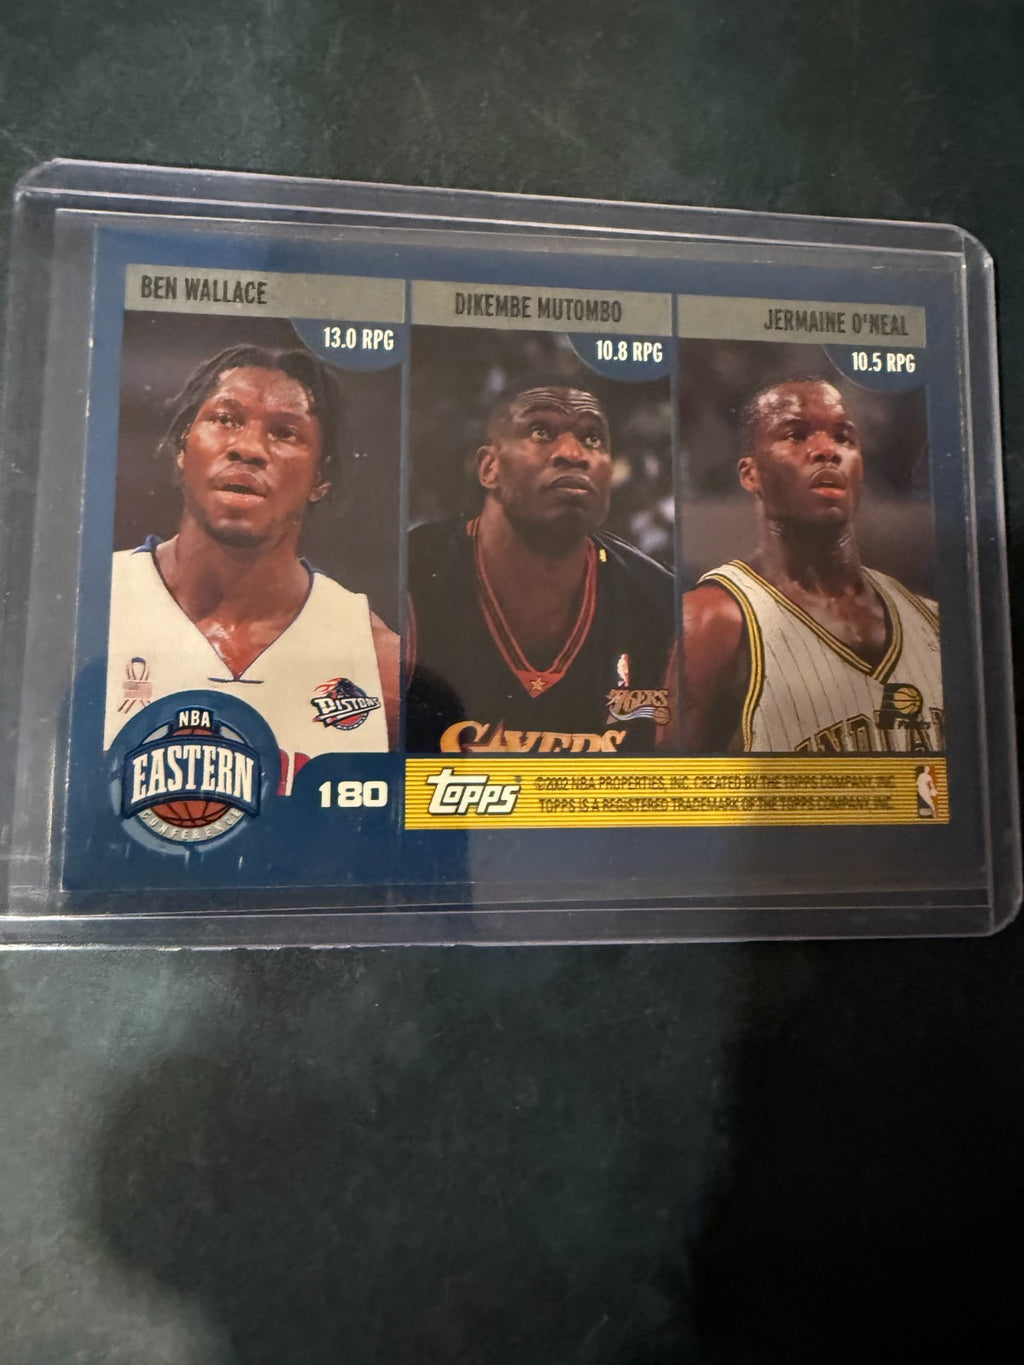 BEN WALLACE
13.0 RPG
DIKEMBE MUTOMBO
10.8 RPG
JERMAINE O'NEAL
10.5 RPG
PISTONS
SIXERS
INDIANA
NBA
EASTERN
CONFERENCE
180
Topps
©2002 NBA PROPERTIES, INC. CREATED BY THE TOPPS COMPANY, INC.
TOPPS IS A REGISTERED TRADEMARK OF THE TOPPS COMPANY, INC.